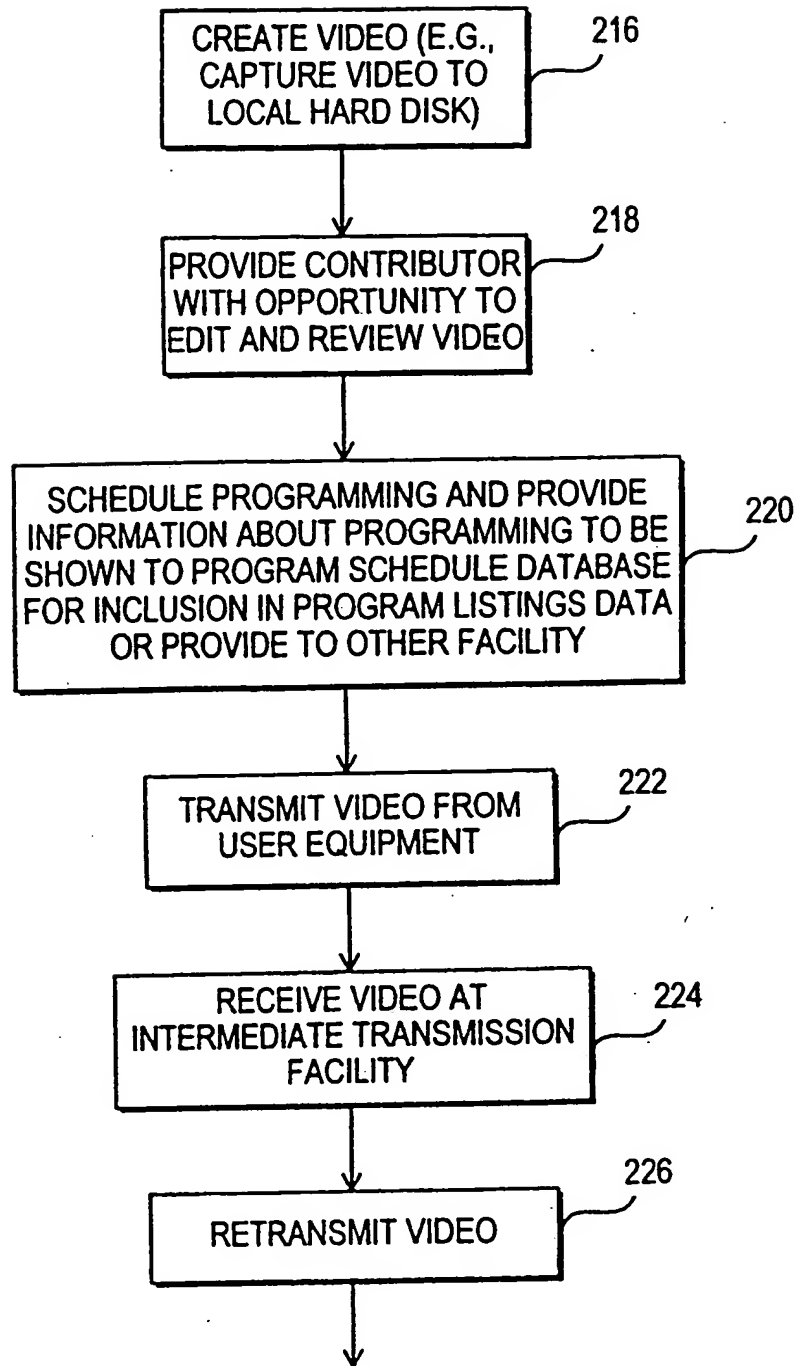 CREATE VIDEO (E.G.,
CAPTURE VIDEO TO
LOCAL HARD DISK)
216
PROVIDE CONTRIBUTOR
WITH OPPORTUNITY TO
EDIT AND REVIEW VIDEO
218
SCHEDULE PROGRAMMING AND PROVIDE
INFORMATION ABOUT PROGRAMMING TO BE
SHOWN TO PROGRAM SCHEDULE DATABASE
FOR INCLUSION IN PROGRAM LISTINGS DATA
OR PROVIDE TO OTHER FACILITY
220
TRANSMIT VIDEO FROM
USER EQUIPMENT
222
RECEIVE VIDEO AT
INTERMEDIATE TRANSMISSION
FACILITY
224
RETRANSMIT VIDEO
226